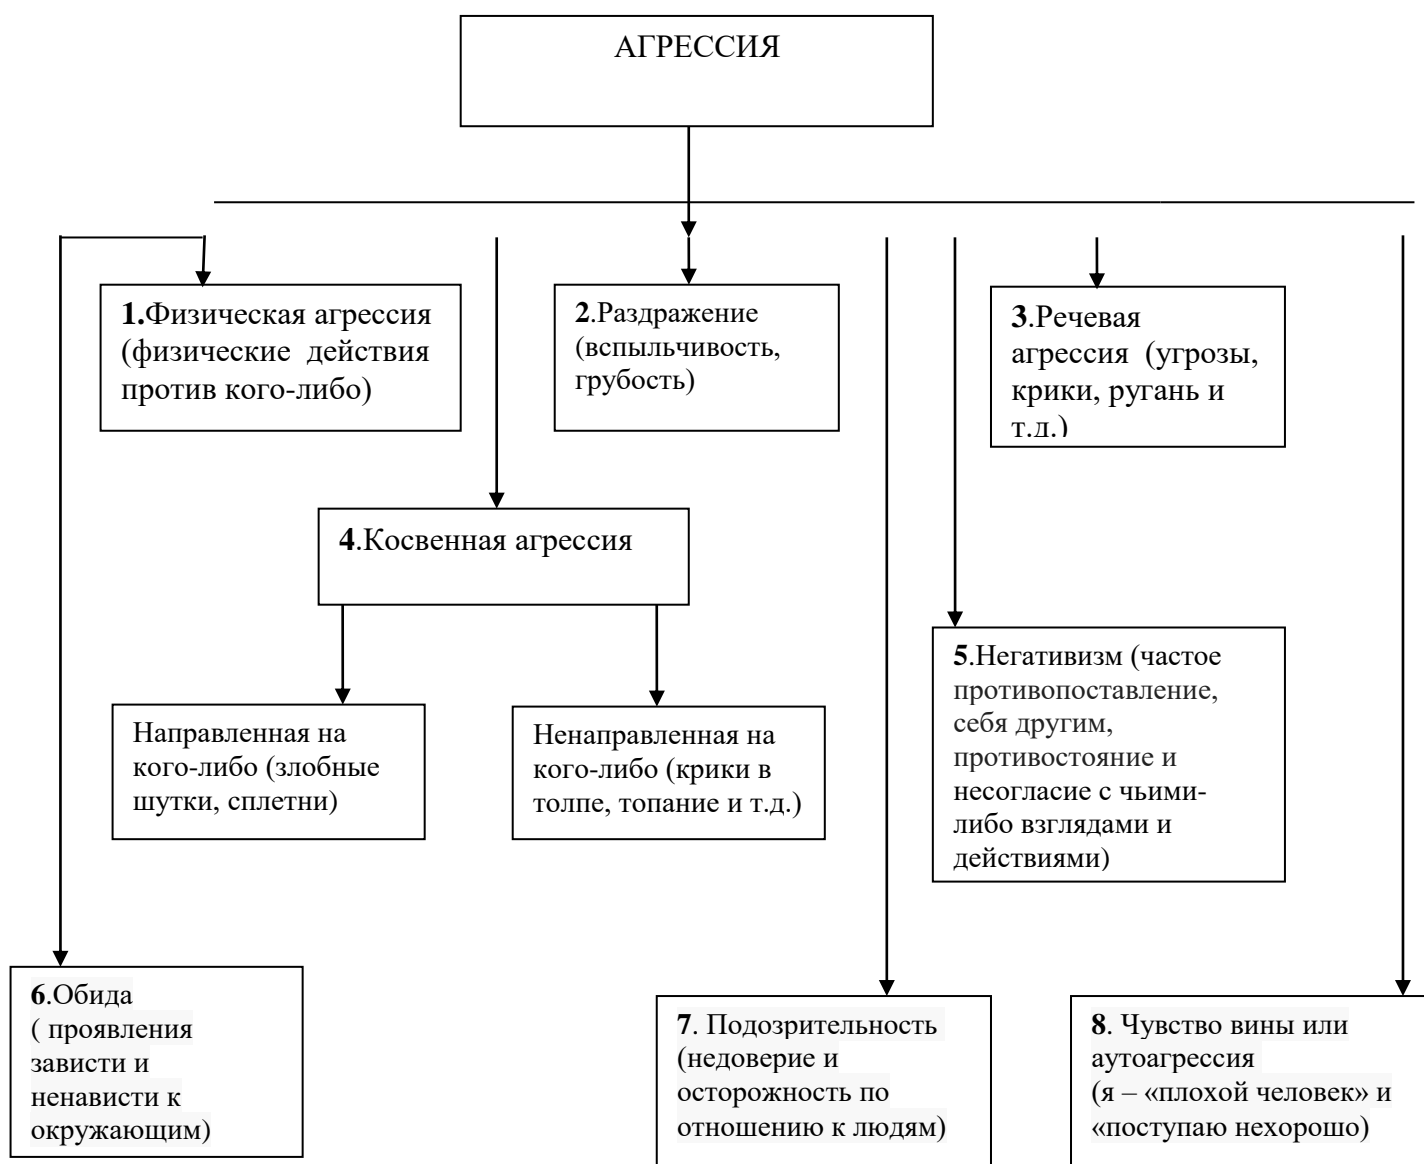 АГРЕССИЯ
1.Физическая агрессия
(физические действия
против кого-либо)
2.Раздражение
(вспыльчивость,
грубость)
3.Речевая
агрессия (угрозы,
крики, ругань и
т.д.)
4.Косвенная агрессия
Направленная на
кого-либо (злобные
шутки, сплетни)
Ненаправленная на
кого-либо (крики в
толпе, топание и т.д.)
5.Негативизм (частое
противопоставление,
себя другим,
противостояние и
несогласие с чьими-
либо взглядами и
действиями)
6.Обида
( проявления
зависти и
ненависти к
окружающим)
7. Подозрительность
(недоверие и
осторожность по
отношению к людям)
8. Чувство вины или
аутоагрессия
(я – «плохой человек» и
«поступаю нехорошо)